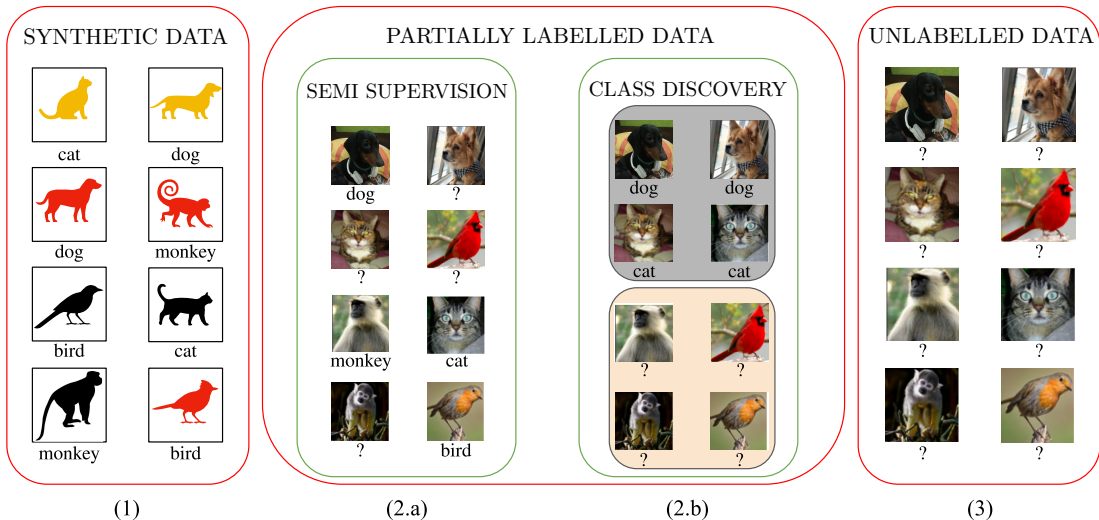 SYNTHETIC DATA
cat dog
dog monkey
bird cat
monkey bird
(1)
PARTIALLY LABELLED DATA
SEMI SUPERVISION
dog ?
? ?
monkey cat
? bird
(2.a)
CLASS DISCOVERY
dog dog
cat cat
? ?
? ?
(2.b)
UNLABELLED DATA
? ?
? ?
? ?
? ?
(3)